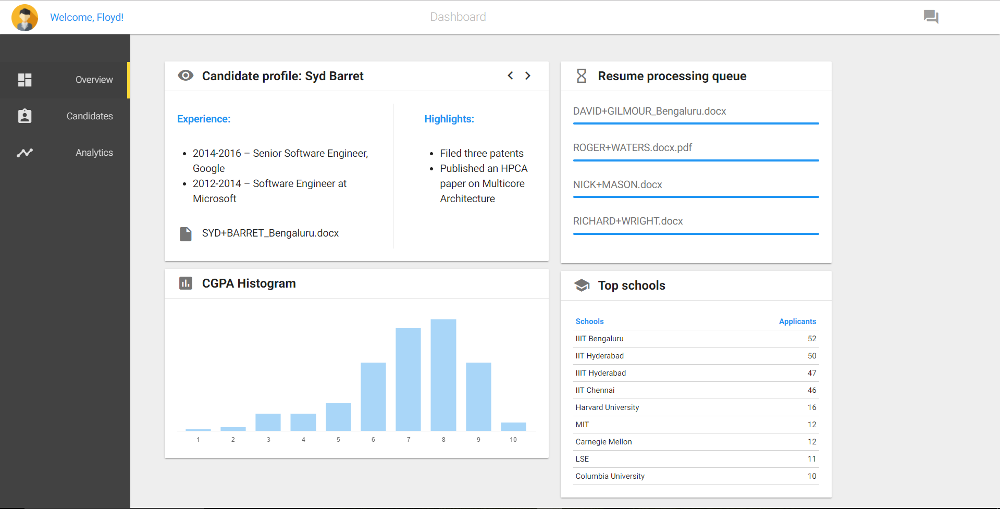 Welcome, Floyd!
Dashboard
Overview
Candidates
Analytics
Candidate profile: Syd Barret
Experience:
2014-2016 – Senior Software Engineer,
Google
2012-2014 – Software Engineer at
Microsoft
SYD+BARRET_Bengaluru.docx
Highlights:
Filed three patents
Published an HPCA
paper on Multicore
Architecture
Resume processing queue
DAVID+GILMOUR_Bengaluru.docx
ROGER+WATERS.docx.pdf
NICK+MASON.docx
RICHARD+WRIGHT.docx
CGPA Histogram
1 2 3 4 5 6 7 8 9 10
Top schools
Schools Applicants
IIIT Bengaluru 52
IIT Hyderabad 50
IIIT Hyderabad 47
IIT Chennai 46
Harvard University 16
MIT 12
Carnegie Mellon 12
LSE 11
Columbia University 10